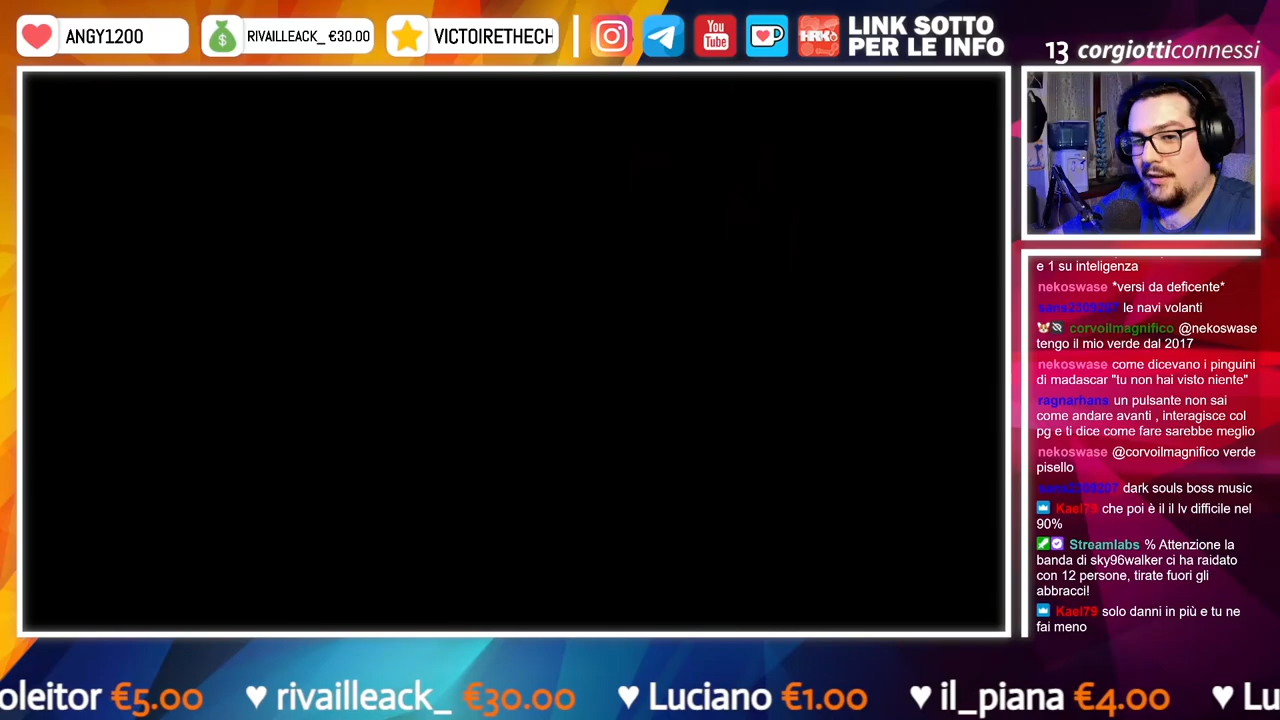 ANGY1200
RIVAILLEACK_ €30.00
VICTOIRETHECH
You
Tube
HRK
LINK SOTTO
PER LE INFO
13 corgiotticonnessi
e 1 su inteligenza
nekoswase *versi da deficente*
sans2309207 le navi volanti
corvoilmagnifico @nekoswase
tengo il mio verde dal 2017
nekoswase come dicevano i pinguini
di madascar "tu non hai visto niente"
ragnarhans un pulsante non sai
come andare avanti , interagisce col
pg e ti dice come fare sarebbe meglio
nekoswase @corvoilmagnifico verde
pisello
sans2309207 dark souls boss music
Kael79 che poi è il il lv difficile nel
90%
Streamlabs % Attenzione la
banda di sky96walker ci ha raidato
con 12 persone, tirate fuori gli
abbracci!
Kael79 solo danni in più e tu ne
fai meno
oleitor €5.00 ♥ rivailleack_ €30.00 ♥ Luciano €1.00 ♥ il_piana €4.00 ♥ Lu